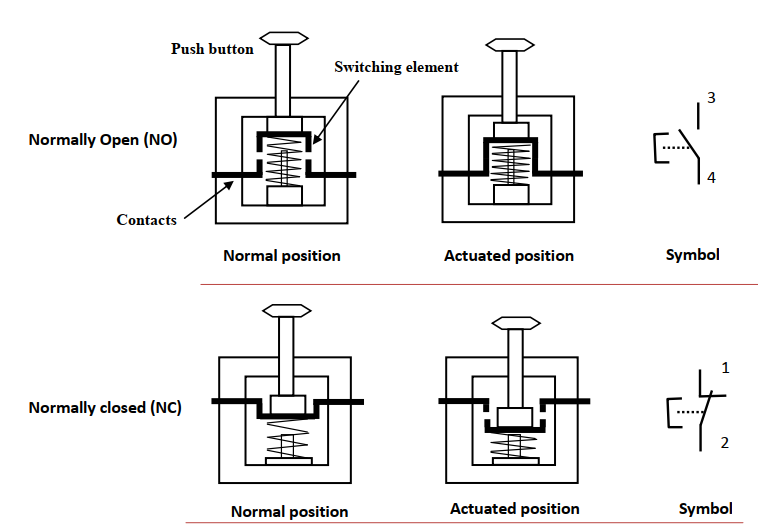 Push button
Switching element
3
Normally Open (NO)
4
Contacts
Normal position
Actuated position
Symbol
1
Normally closed (NC)
2
Normal position
Actuated position
Symbol